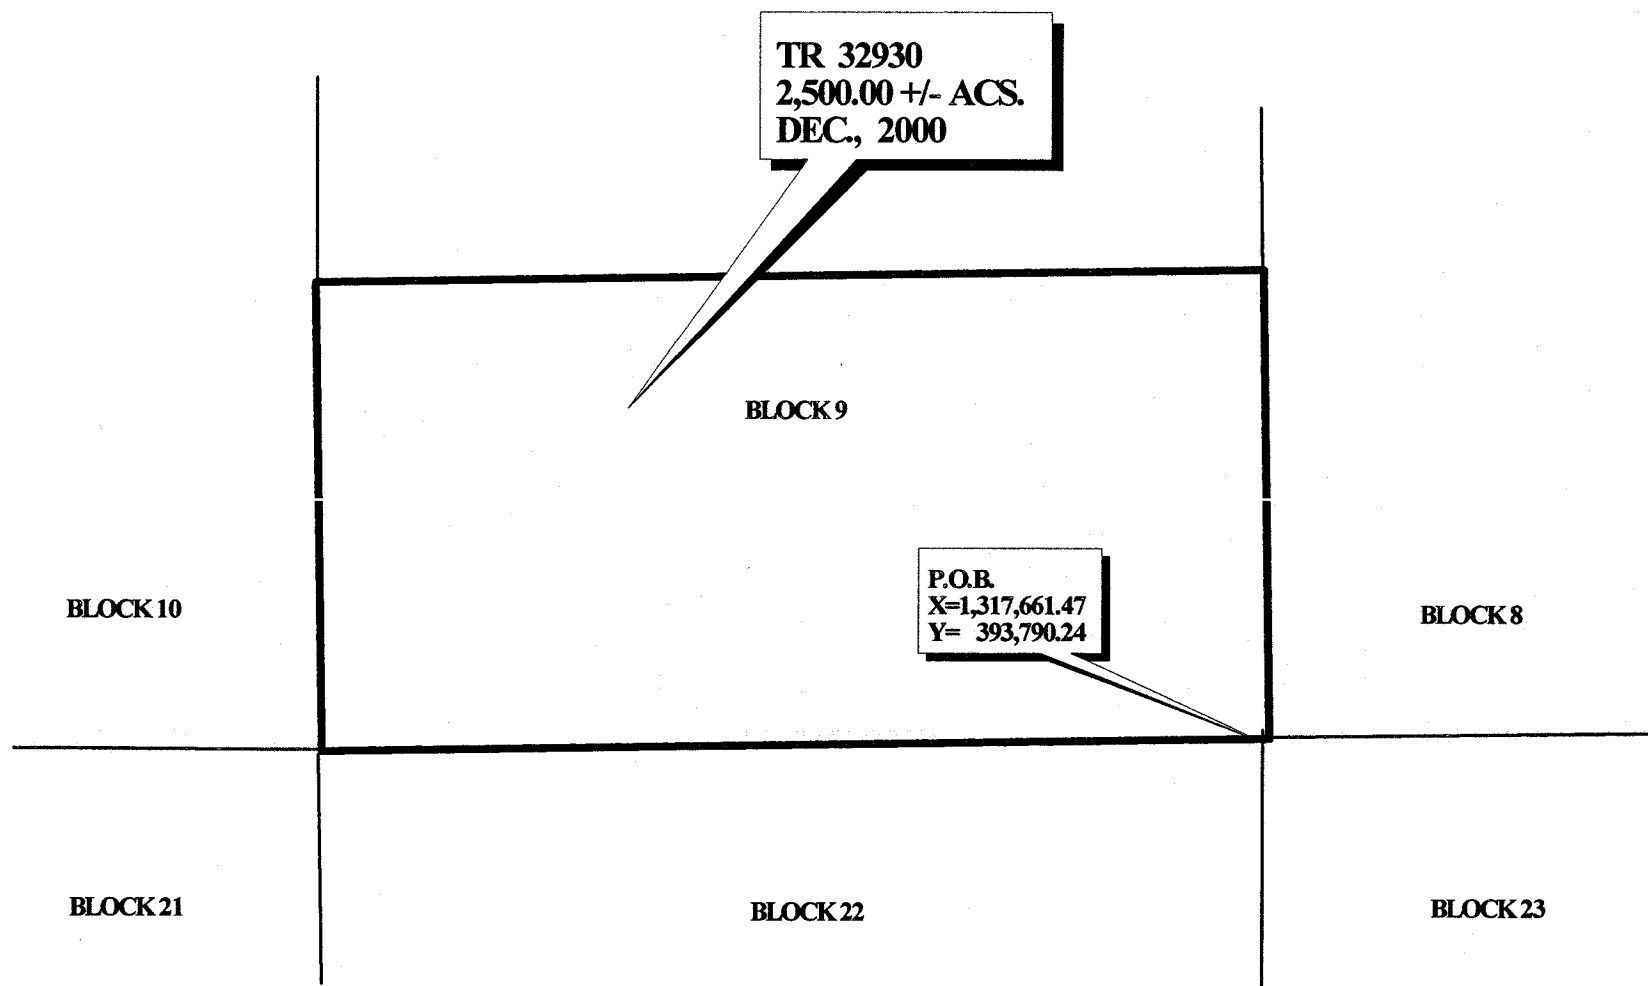 TR 32930
2,500.00 +/- ACS.
DEC., 2000
BLOCK 9
P.O.B.
X=1,317,661.47
Y= 393,790.24
BLOCK 10
BLOCK 8
BLOCK 21
BLOCK 22
BLOCK 23